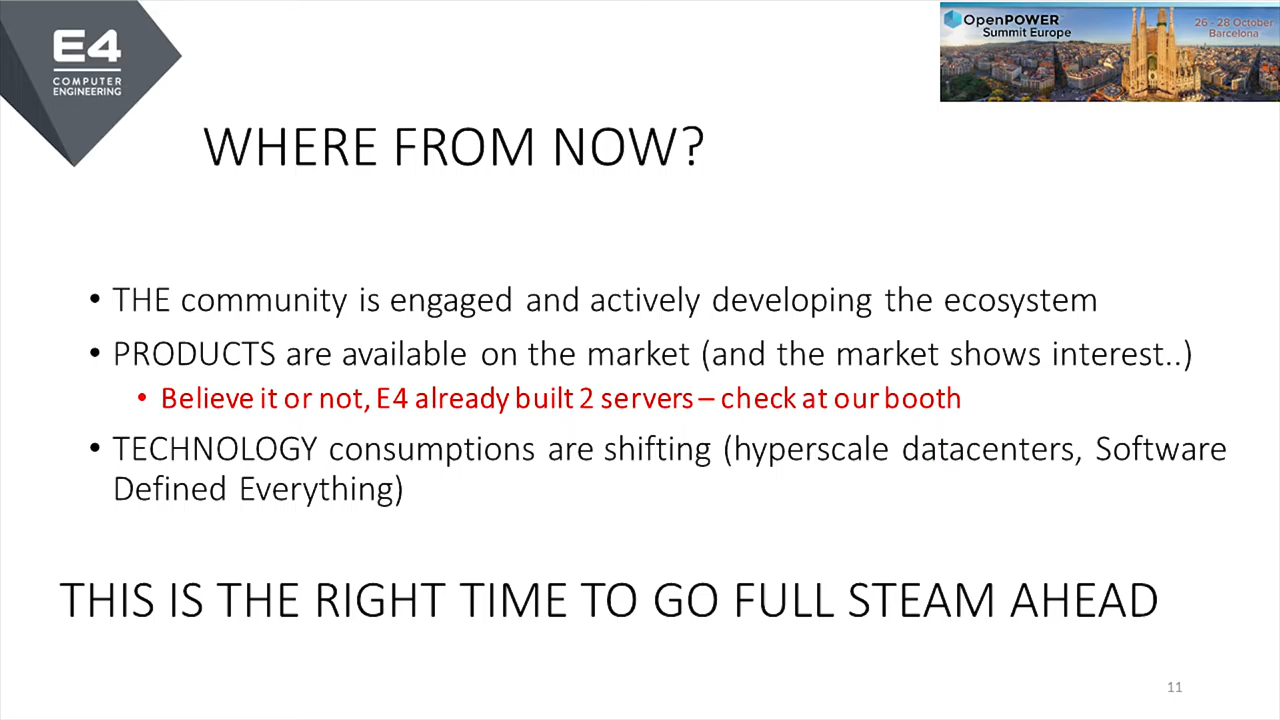 E4
COMPUTER
ENGINEERING
OpenPOWER
Summit Europe
26 - 28 October
Barcelona
WHERE FROM NOW?
• THE community is engaged and actively developing the ecosystem
• PRODUCTS are available on the market (and the market shows interest..)
• Believe it or not, E4 already built 2 servers – check at our booth
• TECHNOLOGY consumptions are shifting (hyperscale datacenters, Software
Defined Everything)
THIS IS THE RIGHT TIME TO GO FULL STEAM AHEAD
11